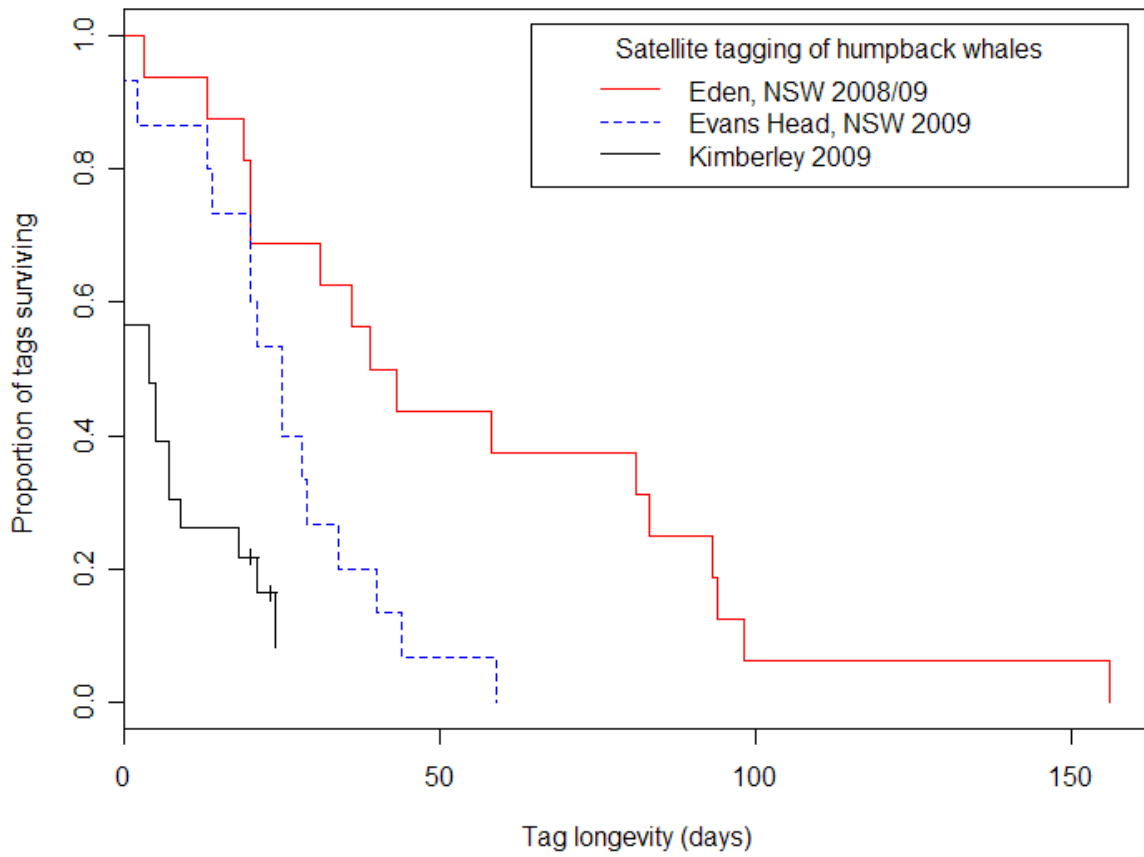 Satellite tagging of humpback whales
Eden, NSW 2008/09
Evans Head, NSW 2009
Kimberley 2009
Proportion of tags surviving
1.0
0.8
0.6
0.4
0.2
0.0
0
50
100
150
Tag longevity (days)